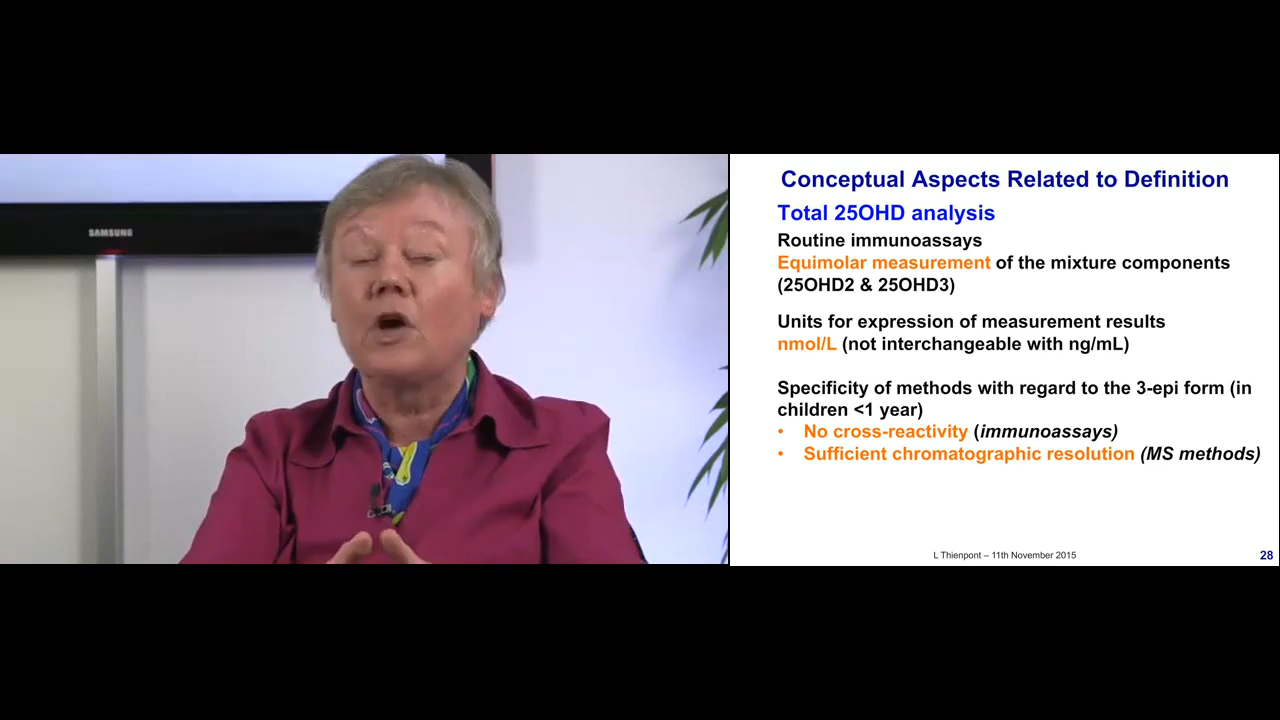 SAMSUNG
Conceptual Aspects Related to Definition
Total 25OHD analysis
Routine immunoassays
Equimolar measurement of the mixture components
(25OHD2 & 25OHD3)
Units for expression of measurement results
nmol/L (not interchangeable with ng/mL)
Specificity of methods with regard to the 3-epi form (in
children <1 year)
• No cross-reactivity (immunoassays)
• Sufficient chromatographic resolution (MS methods)
L Thienpont – 11th November 2015
28